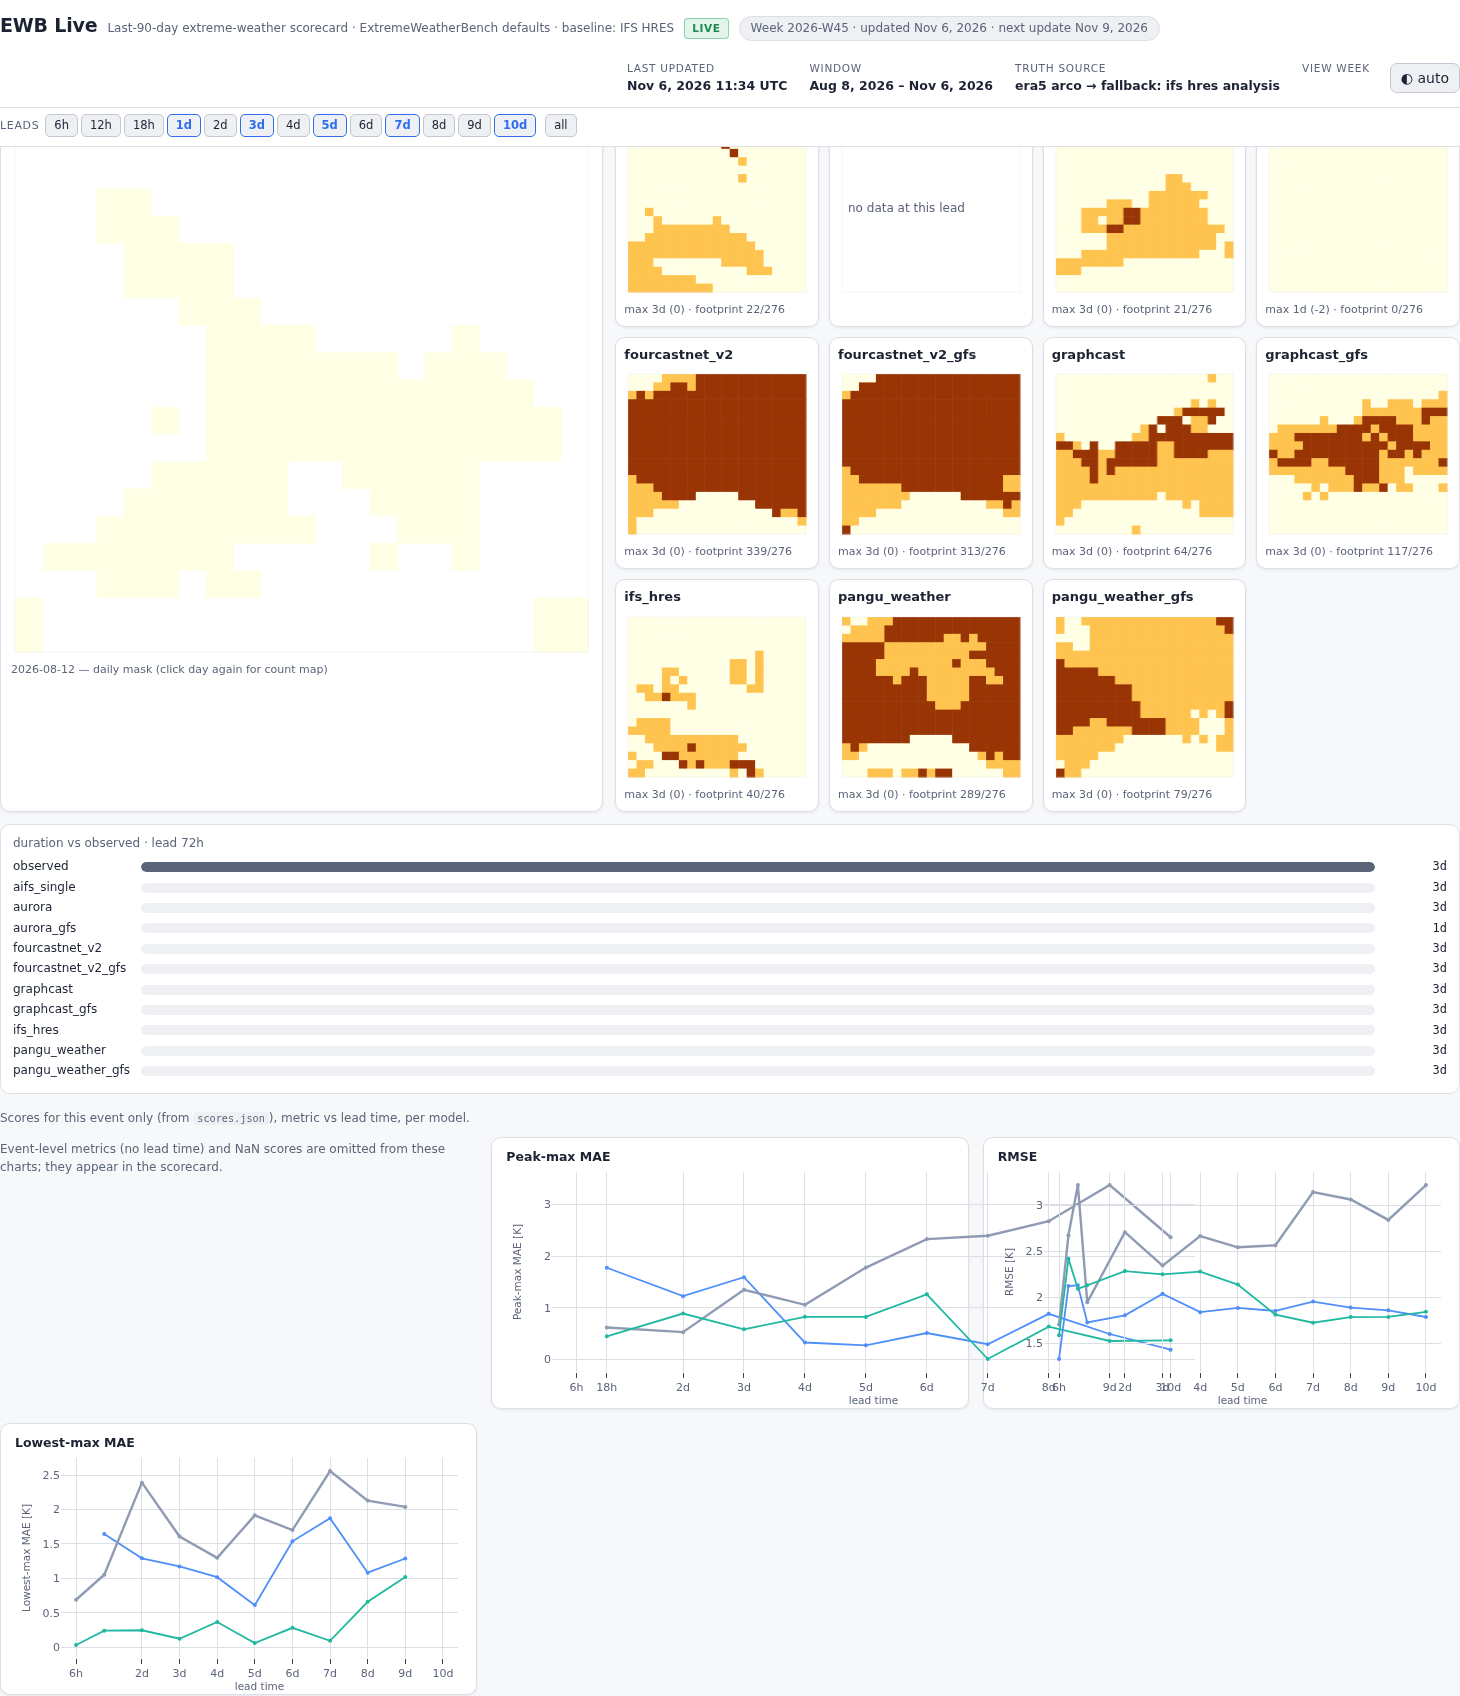 EWB Live Last-90-day extreme-weather scorecard · ExtremeWeatherBench defaults · baseline: IFS HRES LIVE Week 2026-W45 · updated Nov 6, 2026 · next update Nov 9, 2026
LAST UPDATED WINDOW TRUTH SOURCE VIEW WEEK
Nov 6, 2026 11:34 UTC Aug 8, 2026 – Nov 6, 2026 era5 arco → fallback: ifs hres analysis ◐ auto
LEADS 6h 12h 18h 1d 2d 3d 4d 5d 6d 7d 8d 9d 10d all
no data at this lead
max 3d (0) · footprint 22/276
max 3d (0) · footprint 21/276
max 1d (-2) · footprint 0/276
fourcastnet_v2 fourcastnet_v2_gfs graphcast graphcast_gfs
max 3d (0) · footprint 339/276
max 3d (0) · footprint 313/276
max 3d (0) · footprint 64/276
max 3d (0) · footprint 117/276
ifs_hres pangu_weather pangu_weather_gfs
2026-08-12 — daily mask (click day again for count map)
max 3d (0) · footprint 40/276
max 3d (0) · footprint 289/276
max 3d (0) · footprint 79/276
duration vs observed · lead 72h
observed 3d
aifs_single 3d
aurora 3d
aurora_gfs 1d
fourcastnet_v2 3d
fourcastnet_v2_gfs 3d
graphcast 3d
graphcast_gfs 3d
ifs_hres 3d
pangu_weather 3d
pangu_weather_gfs 3d
Scores for this event only (from scores.json), metric vs lead time, per model.
Event-level metrics (no lead time) and NaN scores are omitted from these
charts; they appear in the scorecard.
Peak-max MAE
Peak-max MAE [K]
3
2
1
0
6h 18h 2d 3d 4d 5d 6d 7d 8d 9d 10d
lead time
RMSE
RMSE [K]
3
2.5
2
1.5
6h 2d 3d 4d 5d 6d 7d 8d 9d 10d
lead time
Lowest-max MAE
Lowest-max MAE [K]
2.5
2
1.5
1
0.5
0
6h 2d 3d 4d 5d 6d 7d 8d 9d 10d
lead time